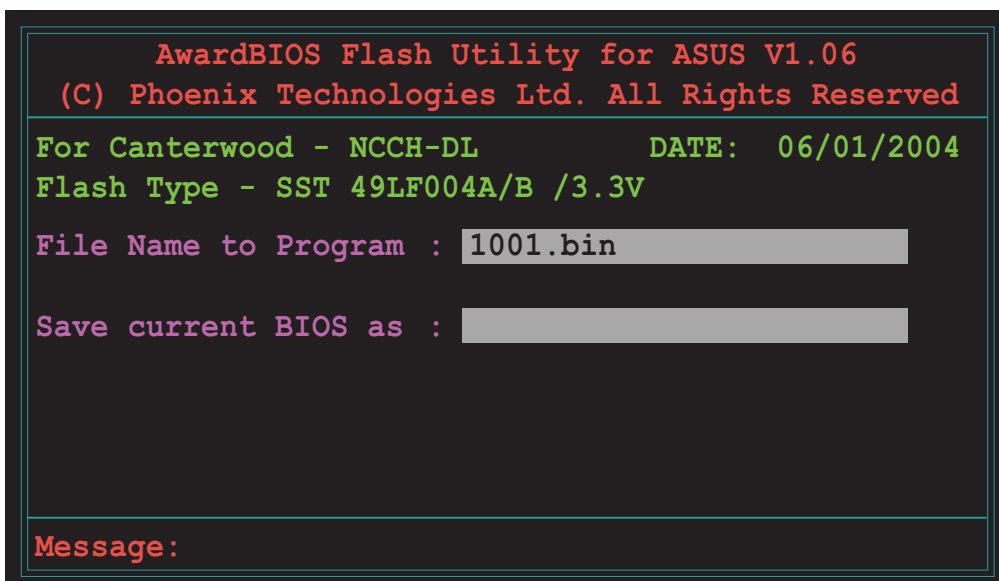 AwardBIOS Flash Utility for ASUS V1.06
(C) Phoenix Technologies Ltd. All Rights Reserved
For Canterwood - NCCH-DL DATE: 06/01/2004
Flash Type - SST 49LF004A/B /3.3V
File Name to Program : 1001.bin
Save current BIOS as :
Message: